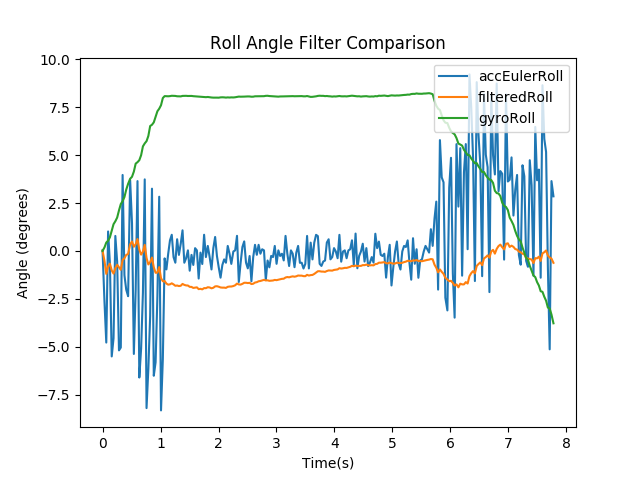 Roll Angle Filter Comparison
accEulerRoll
filteredRoll
gyroRoll
Angle (degrees)
10.0
7.5
5.0
2.5
0.0
−2.5
−5.0
−7.5
0 1 2 3 4 5 6 7 8
Time(s)